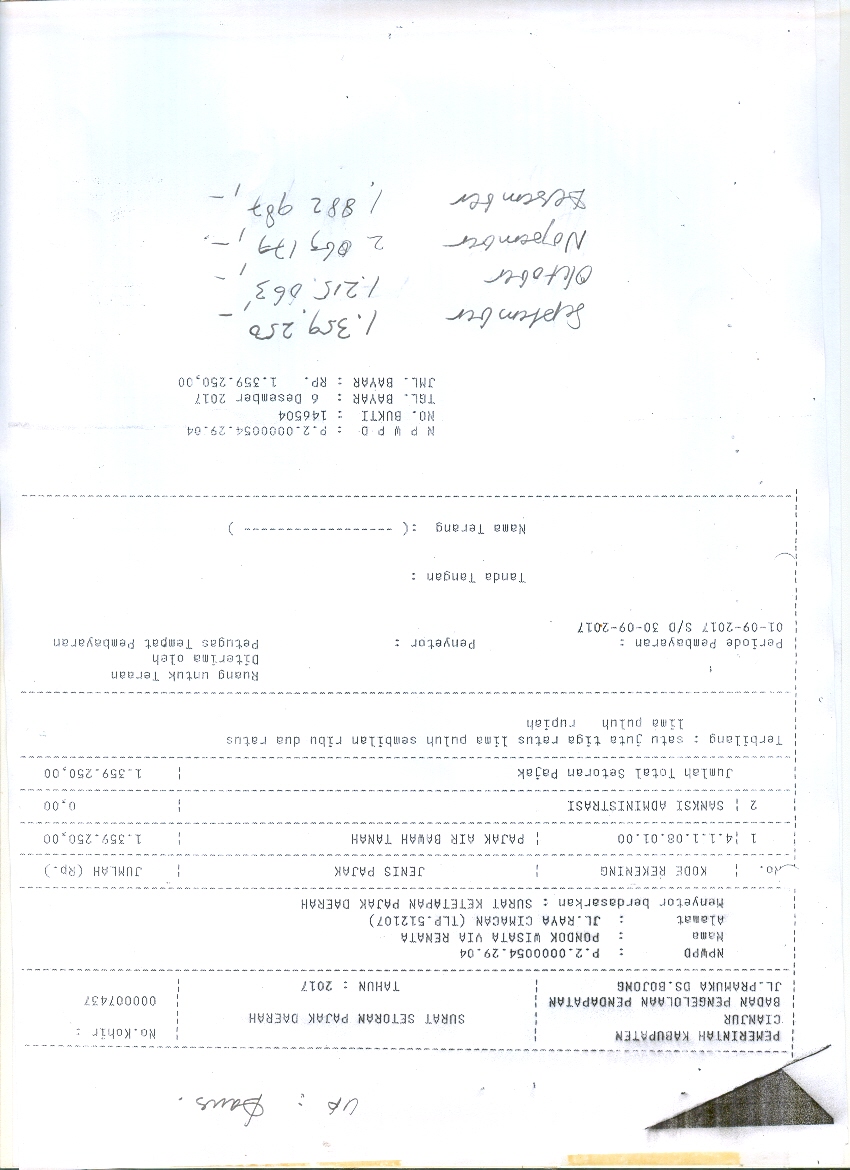 UP : Daus.
PEMERINTAH KABUPATEN
CIANJUR
BADAN PENGELOLAAN PENDAPATAN
JL.PRAMUKA DS.BOJONG
SURAT SETORAN PAJAK DAERAH
TAHUN : 2017
No.Kohir :
000007437
NPWPD : P.2.0000054.29.04
Nama : PONDOK WISATA VIA RENATA
Alamat : JL.RAYA CIMACAN (TLP.512107)
Menyetor berdasarkan : SURAT KETETAPAN PAJAK DAERAH
No. | KODE REKENING | JENIS PAJAK | JUMLAH (Rp.)
1 | 4.1.1.1.08.01.00 | PAJAK AIR BAWAH TANAH | 1.359.250,00
2 | SANKSI ADMINISTRASI | 0,00
Jumlah Total Setoran Pajak | 1.359.250,00
Terbilang : satu juta tiga ratus lima puluh sembilan ribu dua ratus
lima puluh rupiah
Ruang untuk Teraan
Diterima oleh
Petugas Tempat Pembayaran
Periode Pembayaran :
01-09-2017 S/D 30-09-2017
Penyetor :
Tanda Tangan :
Nama Terang :( ------------------ )
N P W P D : P.2.0000054.29.04
NO. BUKTI : 146504
TGL. BAYAR : 6 Desember 2017
JML. BAYAR : RP. 1.359.250,00
September 1.359.250,-
Oktober 1.215.063,-
Nopember 2.069.179,-
Desember 1.882.987,-